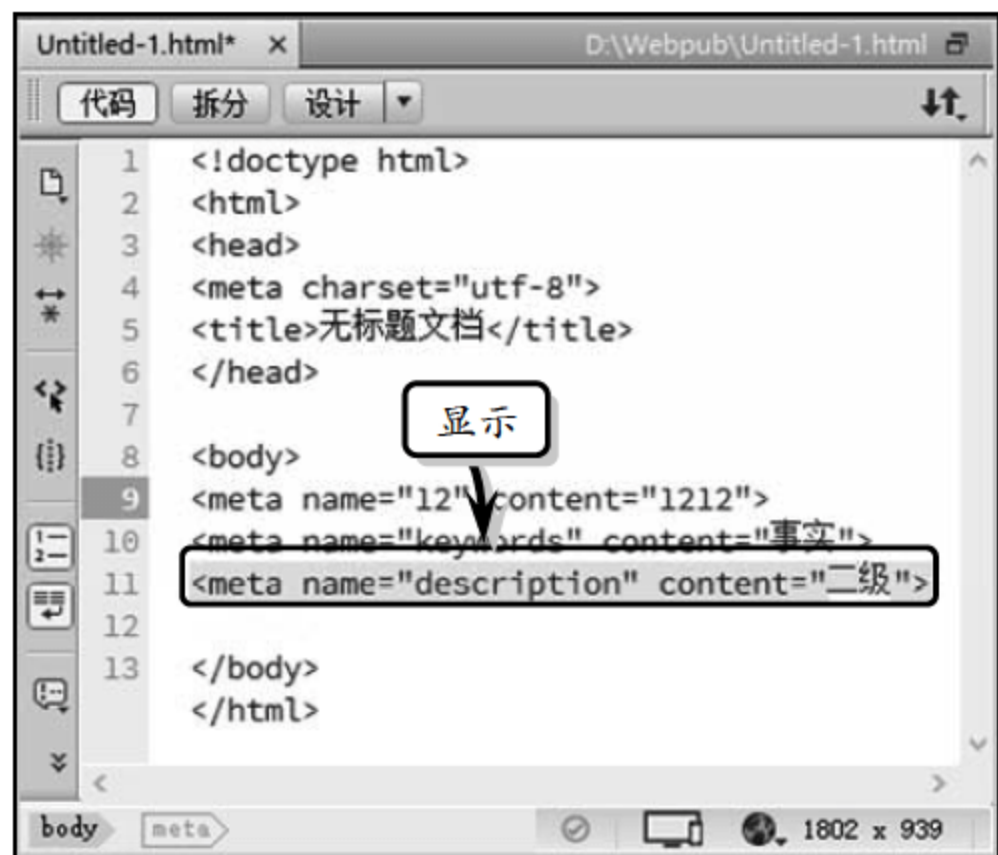 Untitled-1.html* × D:\Webpub\Untitled-1.html
代码 拆分 设计
1 <!doctype html>
2 <html>
3 <head>
4 <meta charset="utf-8">
5 <title>无标题文档</title>
6 </head>
7
显示
8 <body>
9 <meta name="12" content="1212">
10 <meta name="keywords" content="事实">
11 <meta name="description" content="二级">
12
13 </body>
</html>
body meta 1802 x 939